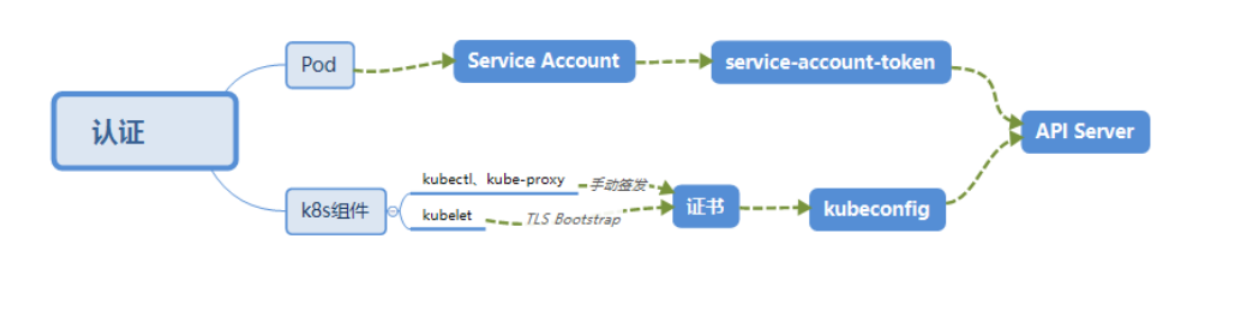 认证
Pod
Service Account
service-account-token
API Server
k8s组件
kubectl、kube-proxy
手动签发
kubelet
TLS Bootstrap
证书
kubeconfig